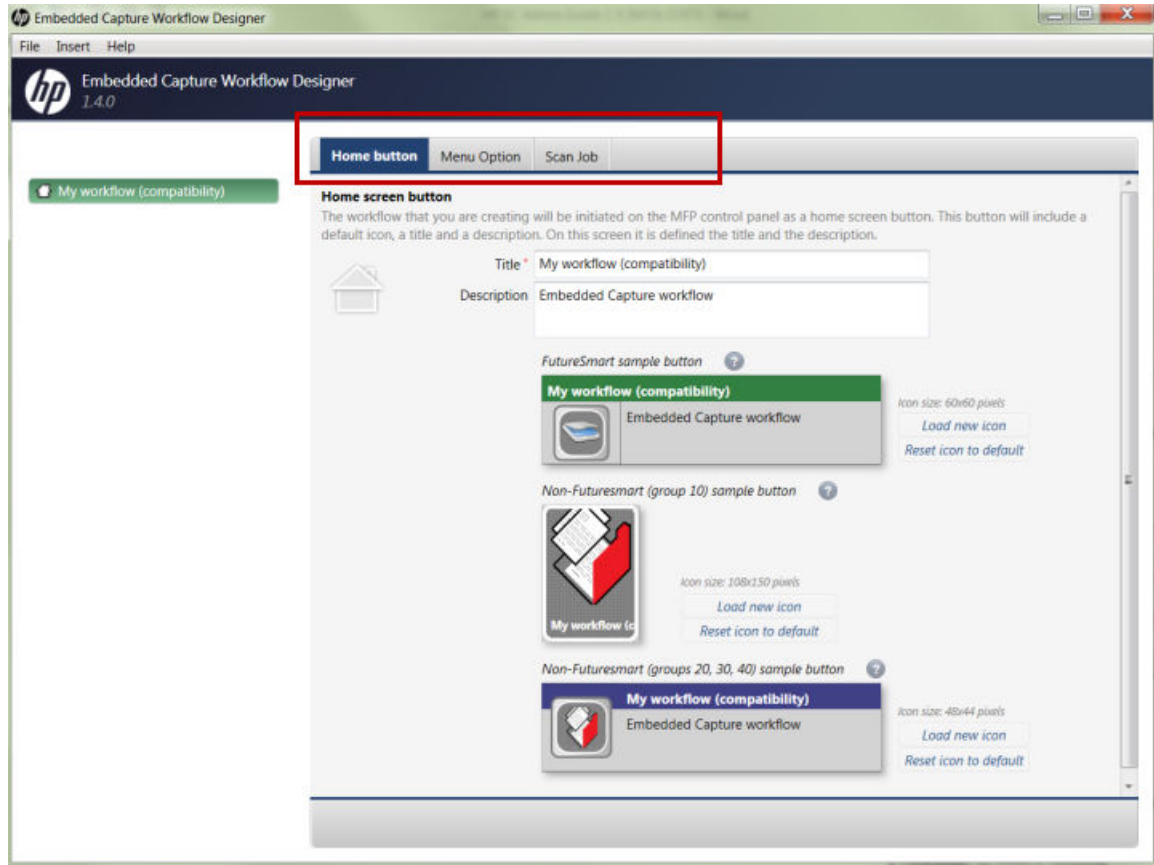 Embedded Capture Workflow Designer
File Insert Help
hp
Embedded Capture Workflow Designer
1.4.0
Home button Menu Option Scan Job
My workflow (compatibility)
Home screen button
The workflow that you are creating will be initiated on the MFP control panel as a home screen button. This button will include a
default icon, a title and a description. On this screen it is defined the title and the description.
Title * My workflow (compatibility)
Description Embedded Capture workflow
FutureSmart sample button ?
My workflow (compatibility)
Embedded Capture workflow
Icon size: 60x60 pixels
Load new icon
Reset icon to default
Non-Futuresmart (group 10) sample button ?
My workflow (c
Icon size: 108x150 pixels
Load new icon
Reset icon to default
Non-Futuresmart (groups 20, 30, 40) sample button ?
My workflow (compatibility)
Embedded Capture workflow
Icon size: 48x44 pixels
Load new icon
Reset icon to default